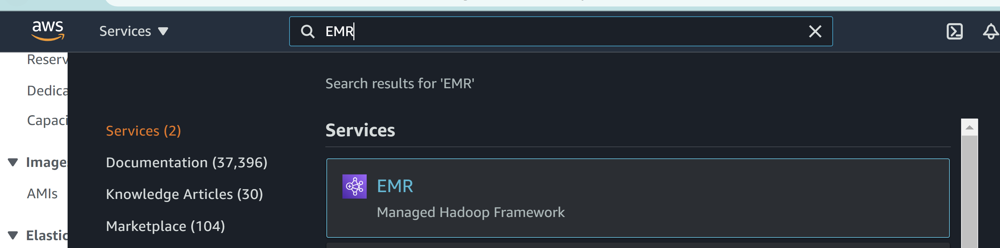 aws
Services
EMR
Reserv
Dedica
Capaci
Image
AMIs
Elastic
Search results for 'EMR'
Services (2)
Documentation (37,396)
Knowledge Articles (30)
Marketplace (104)
Services
EMR
Managed Hadoop Framework